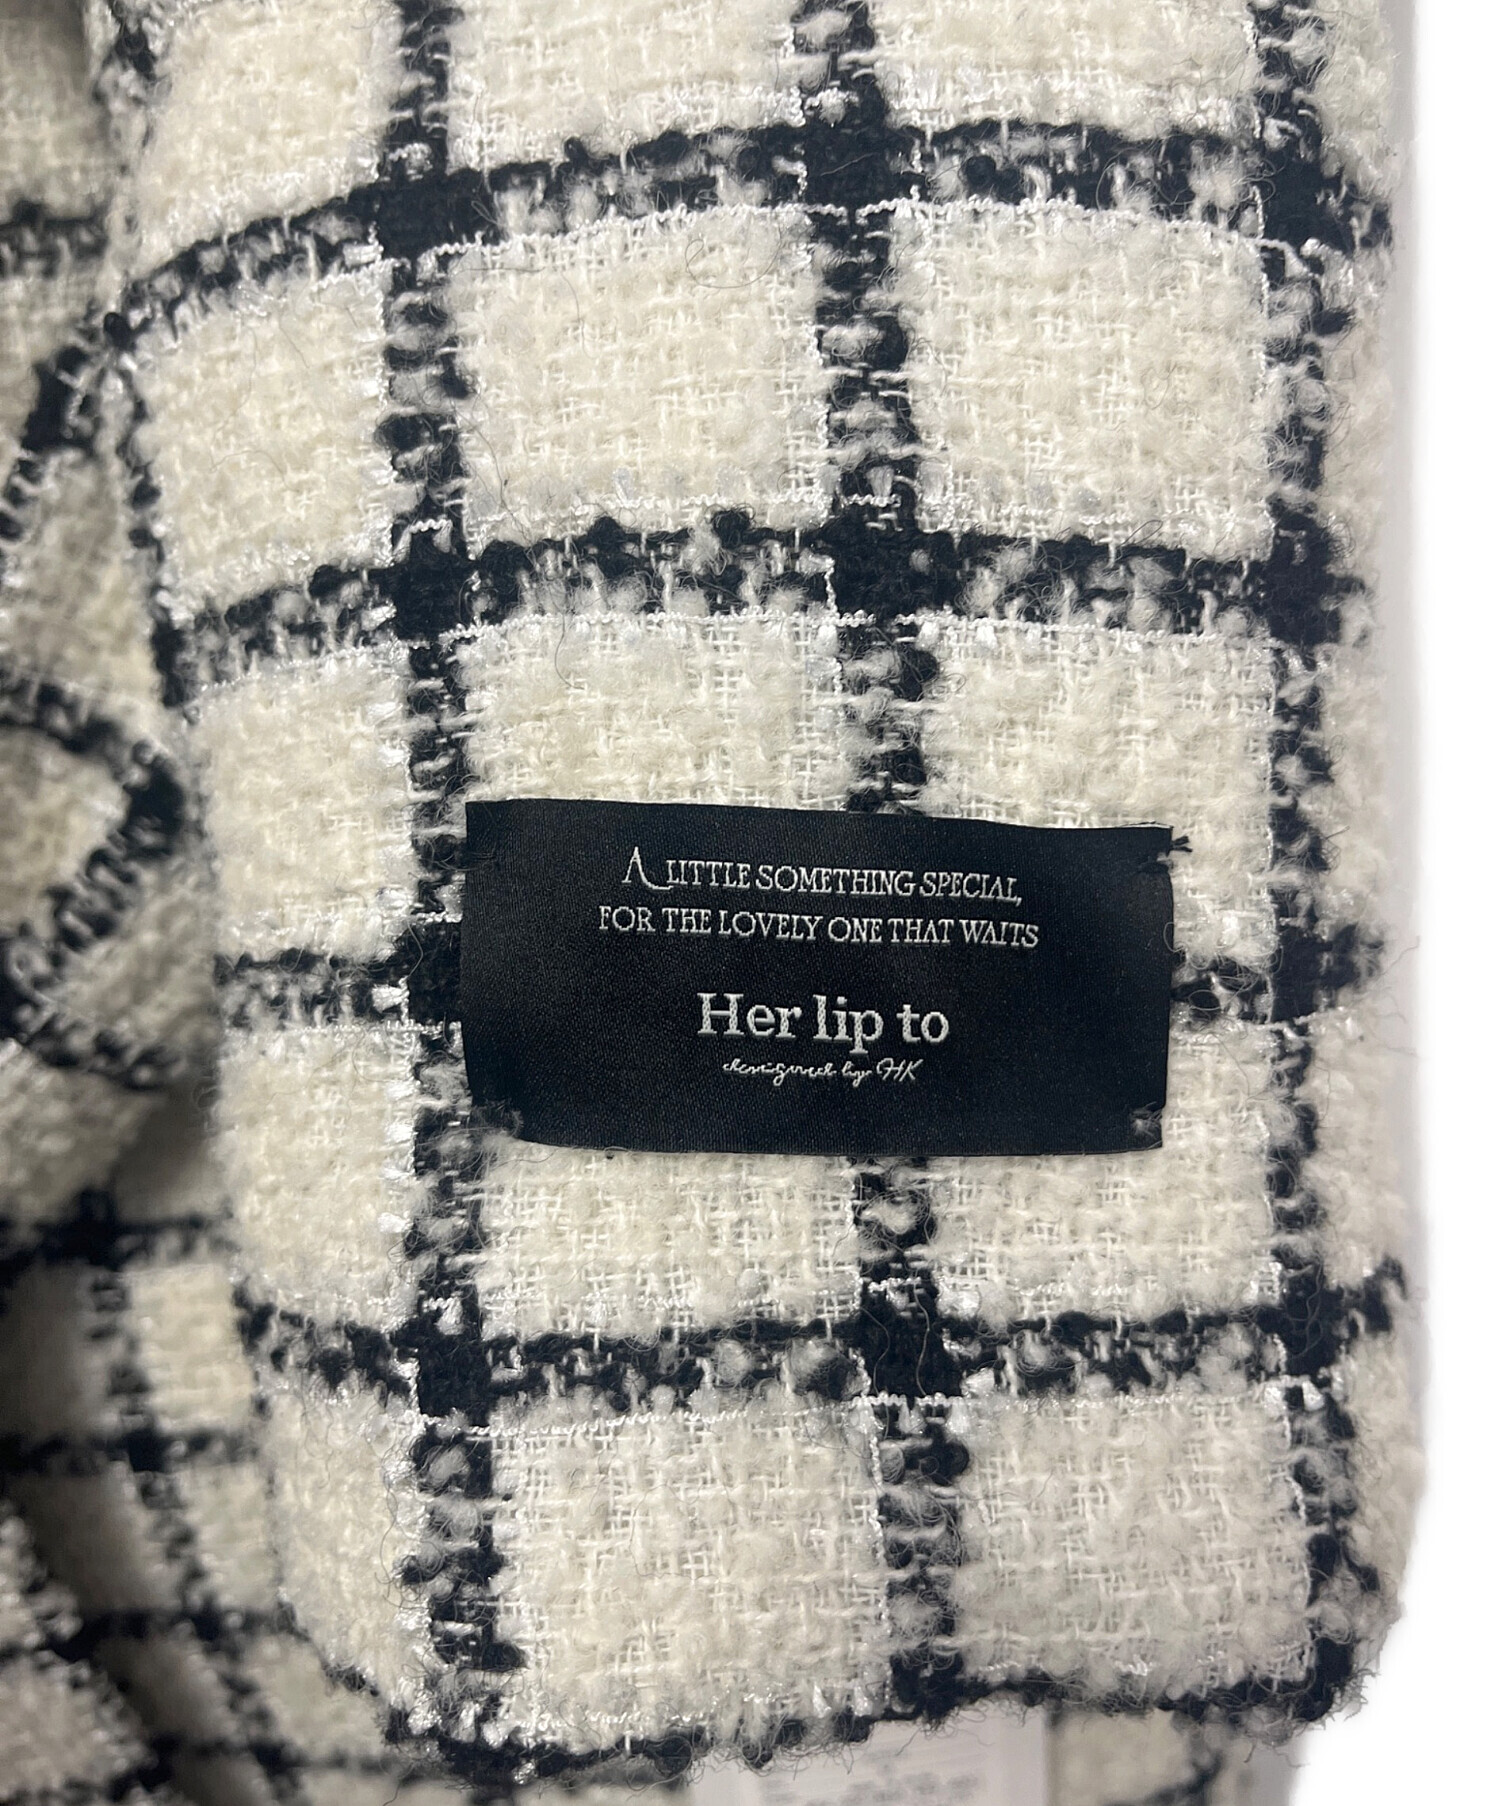 A LITTLE SOMETHING SPECIAL,
FOR THE LOVELY ONE THAT WAITS
Her lip to
designed by HK